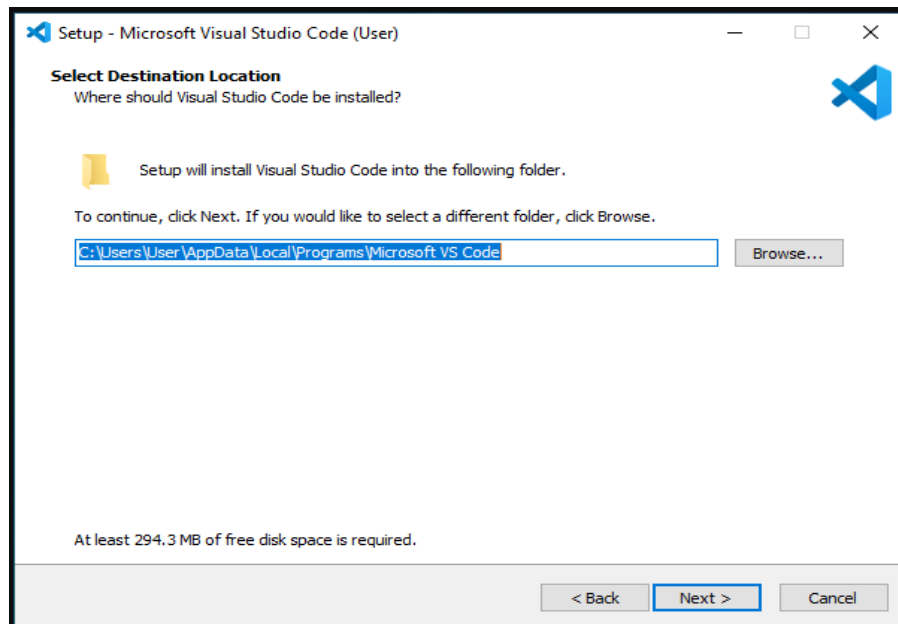 Setup - Microsoft Visual Studio Code (User)
Select Destination Location
Where should Visual Studio Code be installed?
Setup will install Visual Studio Code into the following folder.
To continue, click Next. If you would like to select a different folder, click Browse.
C:\Users\User\AppData\Local\Programs\Microsoft VS Code
Browse...
At least 294.3 MB of free disk space is required.
< Back
Next >
Cancel